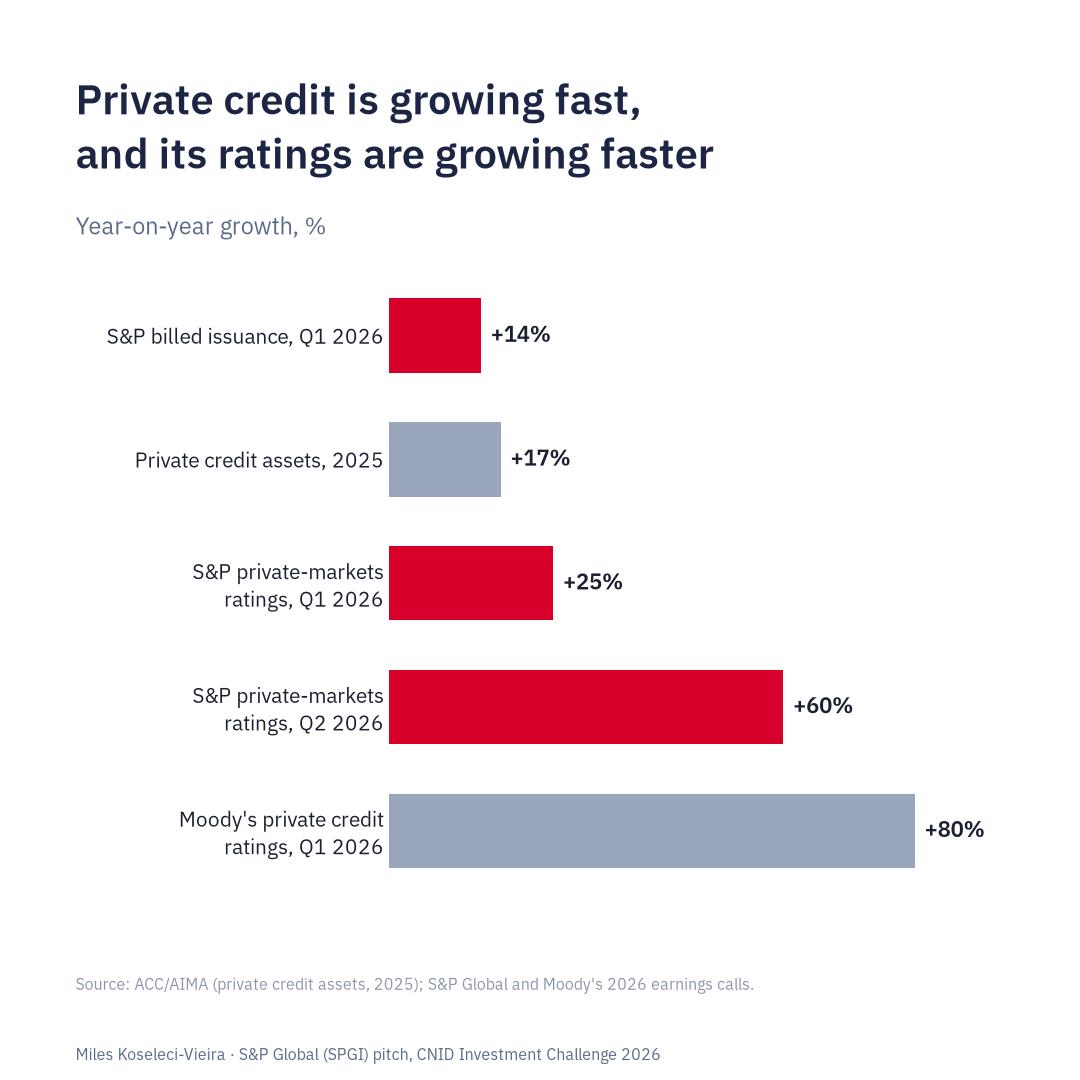 Private credit is growing fast,
and its ratings are growing faster
Year-on-year growth, %
S&P billed issuance, Q1 2026
+14%
Private credit assets, 2025
+17%
S&P private-markets
ratings, Q1 2026
+25%
S&P private-markets
ratings, Q2 2026
+60%
Moody's private credit
ratings, Q1 2026
+80%
Source: ACC/AIMA (private credit assets, 2025); S&P Global and Moody's 2026 earnings calls.
Miles Koseleci-Vieira · S&P Global (SPGI) pitch, CNID Investment Challenge 2026